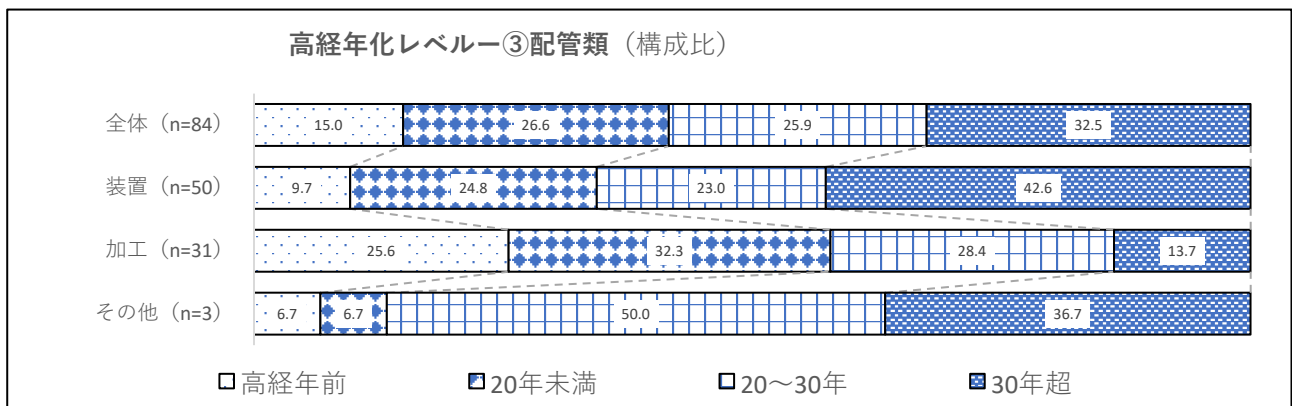 高経年化レベルー③配管類（構成比）
全体（n=84） 15.0 26.6 25.9 32.5
装置（n=50） 9.7 24.8 23.0 42.6
加工（n=31） 25.6 32.3 28.4 13.7
その他（n=3） 6.7 6.7 50.0 36.7
高経年前 20年未満 20～30年 30年超